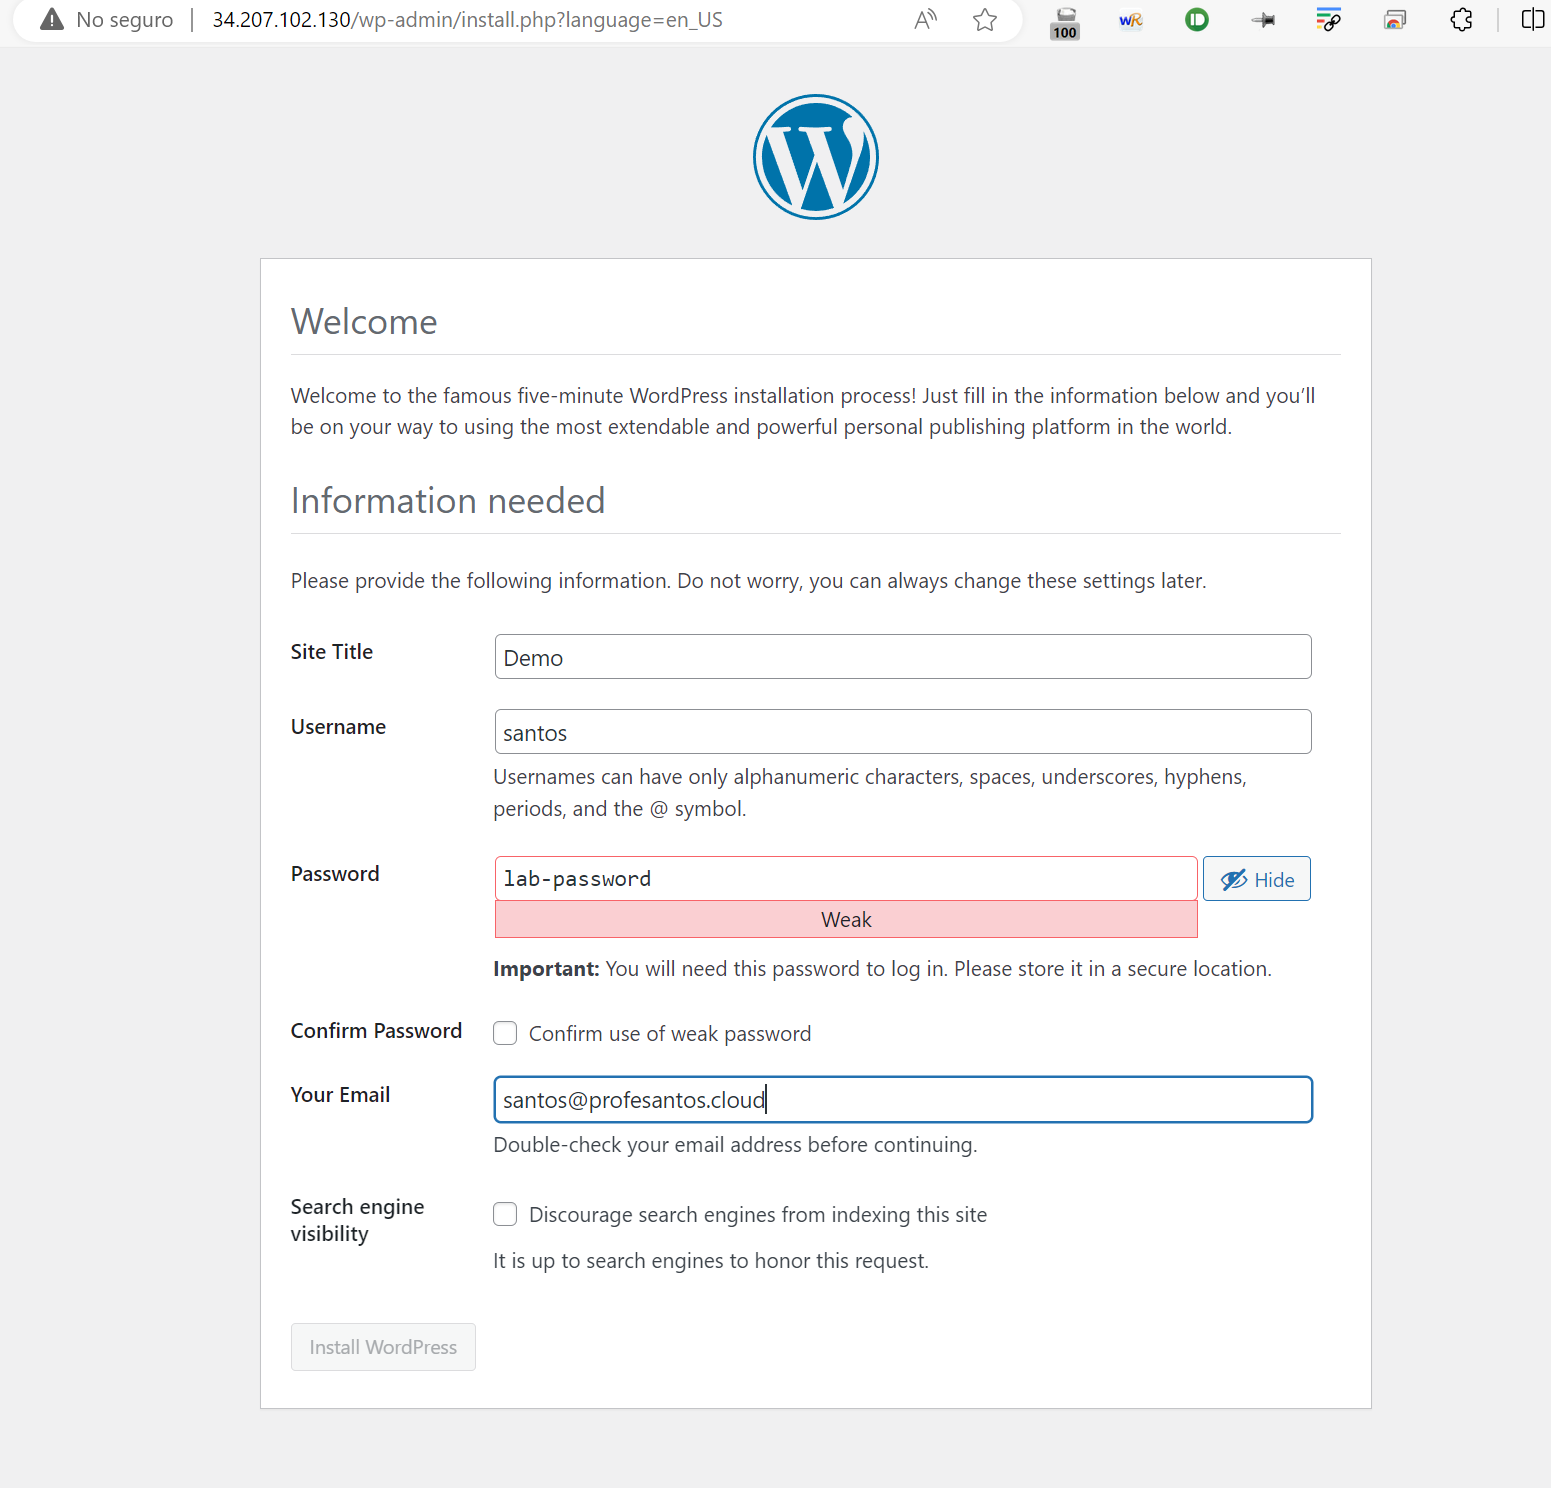 No seguro | 34.207.102.130/wp-admin/install.php?language=en_US
100
Welcome
Welcome to the famous five-minute WordPress installation process! Just fill in the information below and you’ll
be on your way to using the most extendable and powerful personal publishing platform in the world.
Information needed
Please provide the following information. Do not worry, you can always change these settings later.
Site Title
Demo
Username
santos
Usernames can have only alphanumeric characters, spaces, underscores, hyphens,
periods, and the @ symbol.
Password
lab-password
Hide
Weak
Important: You will need this password to log in. Please store it in a secure location.
Confirm Password
Confirm use of weak password
Your Email
santos@profesantos.cloud
Double-check your email address before continuing.
Search engine
visibility
Discourage search engines from indexing this site
It is up to search engines to honor this request.
Install WordPress